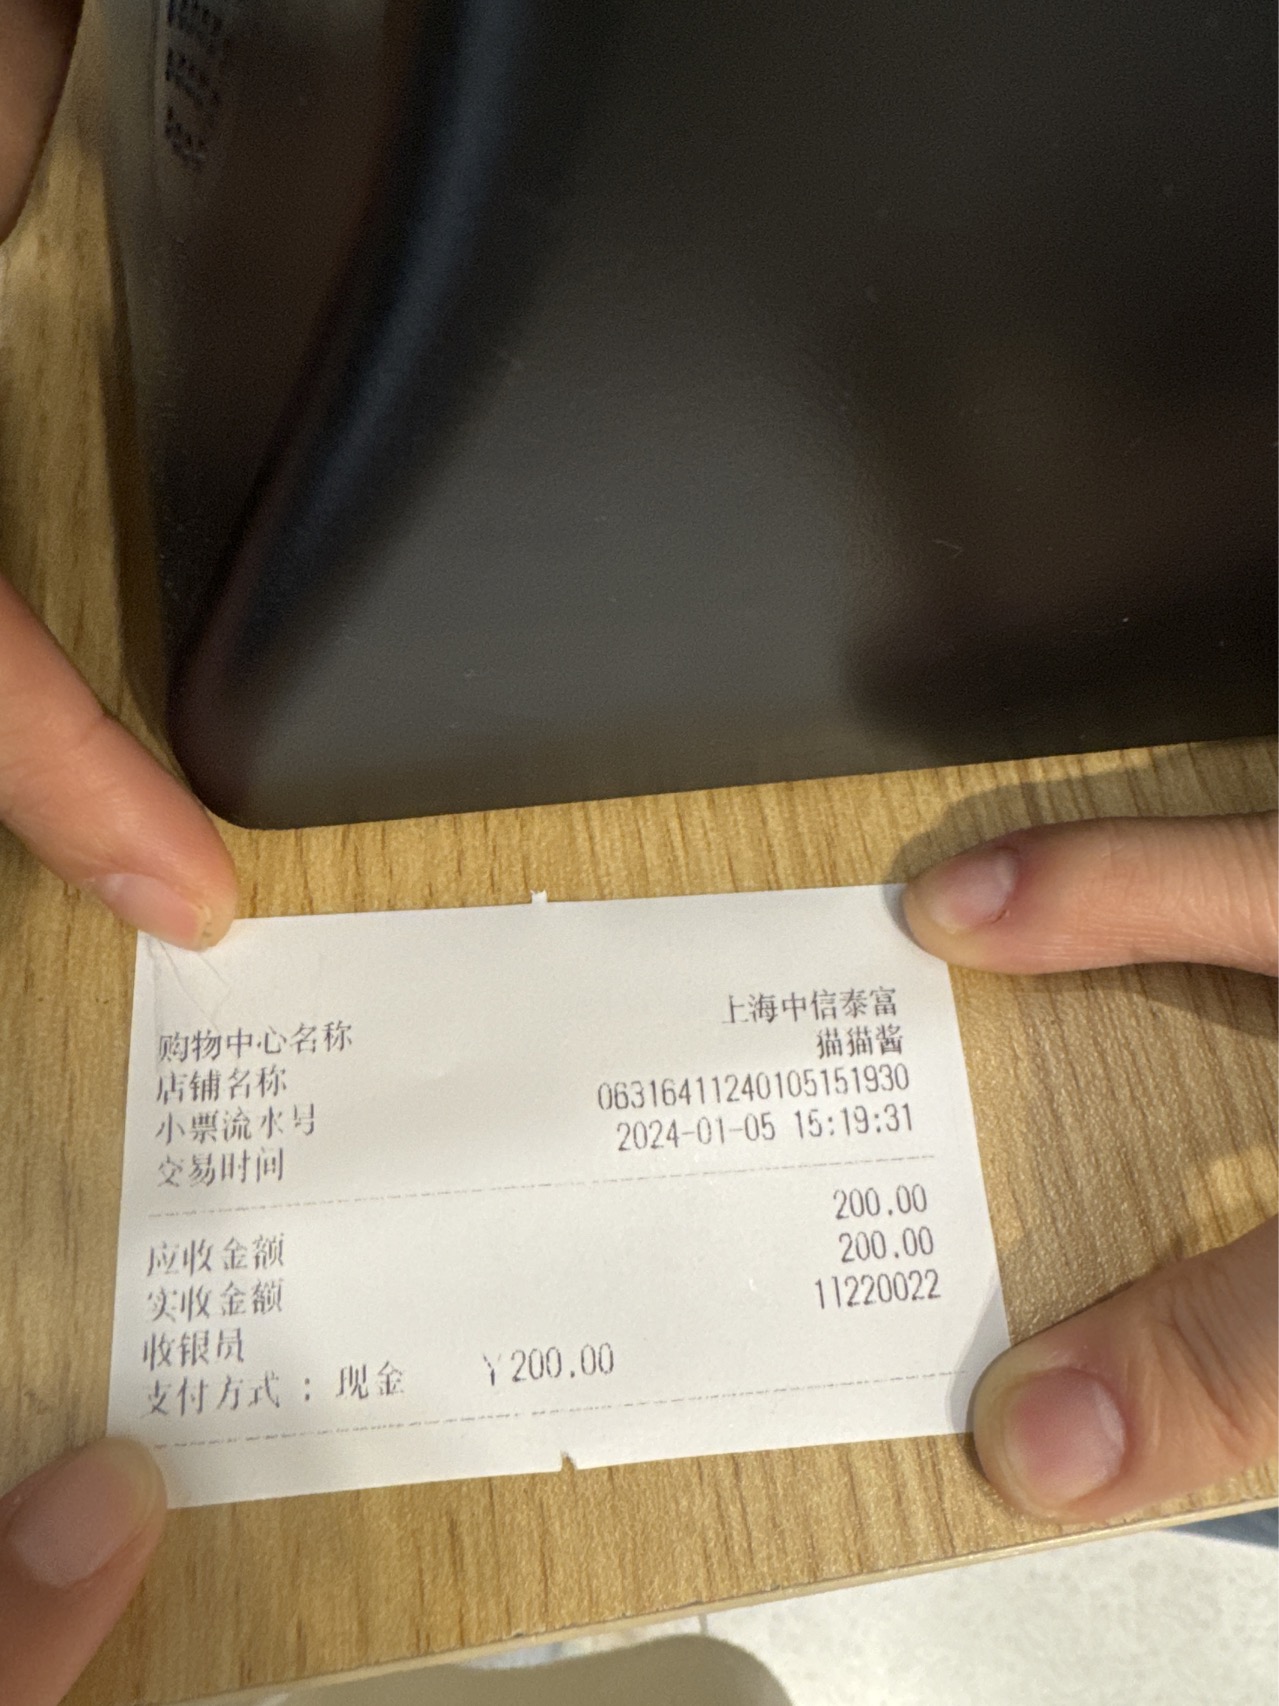 购物中心名称 上海中信泰富
店铺名称 猫猫酱
小票流水号 06316411240105151930
交易时间 2024-01-05 15:19:31
应收金额 200.00
实收金额 200.00
收银员 11220022
支付方式 : 现金 ¥200.00